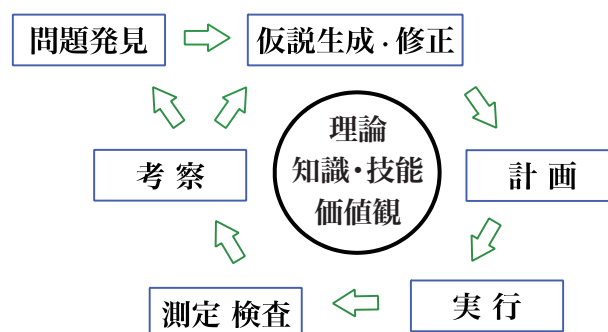 問題発見
仮説生成・修正
理論
知識・技能
価値観
考 察
計 画
測定 検査
実 行